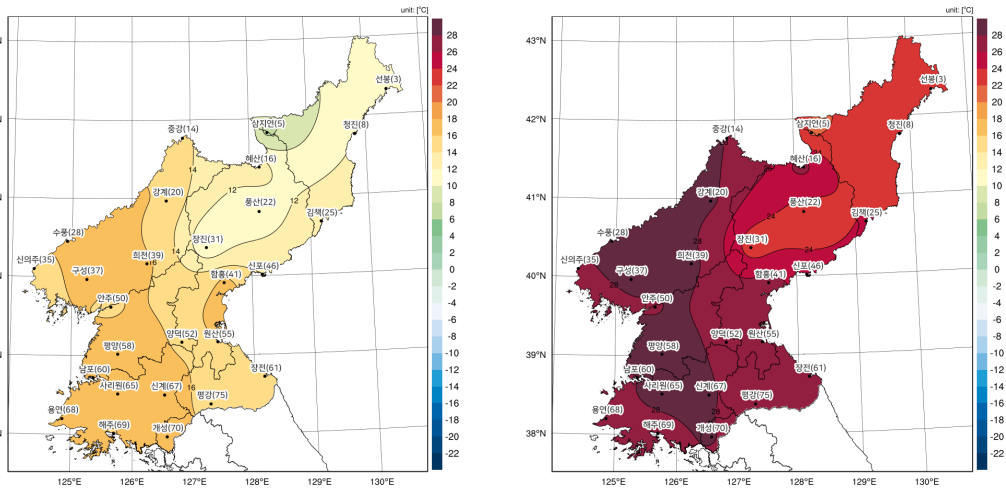 unit: [°C]
선봉(3)
삼지연(5)
중강(14)
청진(8)
혜산(16)
14
12
강계(20)
풍산(22)
12
김책(25)
수풍(28)
장진(31)
14
신의주(35)
희천(39)
16
신포(46)
구성(37)
함흥(41)
안주(50)
양덕(52)
원산(55)
평양(58)
남포(60)
장전(61)
사리원(65)
신계(67)
16
평강(75)
용연(68)
해주(69)
개성(70)
125°E
126°E
127°E
128°E
129°E
130°E
28
26
24
22
20
18
16
14
12
10
8
6
4
2
0
-2
-4
-6
-8
-10
-12
-14
-16
-18
-20
-22
unit: [°C]
43°N
42°N
41°N
40°N
39°N
38°N
선봉(3)
삼지연(5)
중강(14)
청진(8)
혜산(16)
강계(20)
풍산(22)
24
김책(25)
수풍(28)
28
장진(31)
24
신의주(35)
희천(39)
신포(46)
구성(37)
28
함흥(41)
안주(50)
양덕(52)
원산(55)
평양(58)
남포(60)
장전(61)
사리원(65)
신계(67)
평강(75)
용연(68)
28
28
해주(69)
개성(70)
125°E
126°E
127°E
128°E
129°E
130°E
28
26
24
22
20
18
16
14
12
10
8
6
4
2
0
-2
-4
-6
-8
-10
-12
-14
-16
-18
-20
-22